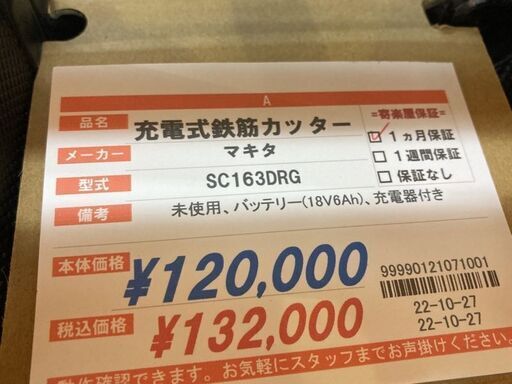 A
品名 充電式鉄筋カッター
メーカー マキタ
型式 SC163DRG
備考 未使用、バッテリー(18V6Ah)、充電器付き
=寄楽屋保証=
1ヵ月保証
1週間保証
保証なし
本体価格 ¥120,000
税込価格 ¥132,000
99990121071001
22-10-27
22-10-27
動作確認できます。お気軽にスタッフまでお声掛けください。